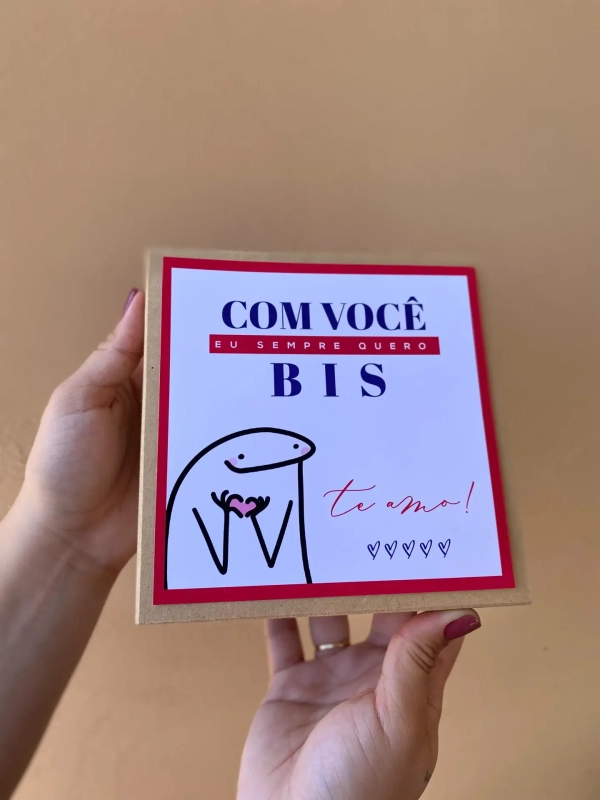 COM VOCÊ
EU SEMPRE QUERO
BIS
te amo!